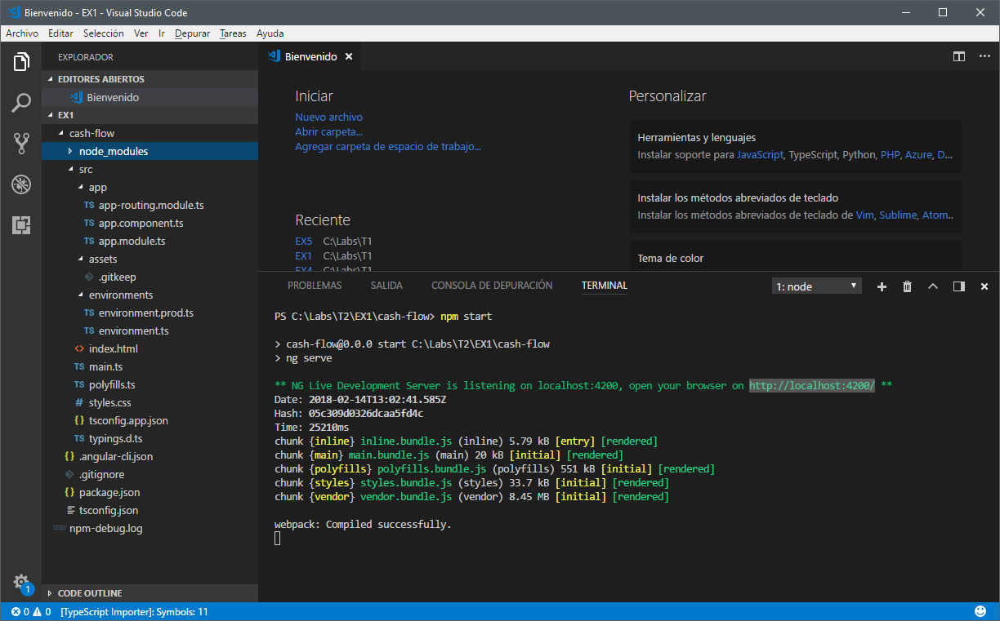 Bienvenido - EX1 - Visual Studio Code
Archivo Editar Selección Ver Ir Depurar Tareas Ayuda
EXPLORADOR
EDITORES ABIERTOS
Bienvenido
EX1
cash-flow
node_modules
src
app
TS app-routing.module.ts
TS app.component.ts
TS app.module.ts
assets
.gitkeep
environments
TS environment.prod.ts
TS environment.ts
<> index.html
TS main.ts
TS polyfills.ts
# styles.css
{} tsconfig.app.json
TS typings.d.ts
{} .angular-cli.json
.gitignore
{} package.json
tsconfig.json
npm-debug.log
CODE OUTLINE
1
Bienvenido
Iniciar
Nuevo archivo
Abrir carpeta...
Agregar carpeta de espacio de trabajo...
Reciente
EX5 C:\Labs\T1
EX1 C:\Labs\T1
EX4 C:\Labs\T1
Personalizar
Herramientas y lenguajes
Instalar soporte para JavaScript, TypeScript, Python, PHP, Azure, D...
Instalar los métodos abreviados de teclado
Instalar los métodos abreviados de teclado de Vim, Sublime, Atom..
Tema de color
PROBLEMAS SALIDA CONSOLA DE DEPURACIÓN TERMINAL
1: node
PS C:\Labs\T2\EX1\cash-flow> npm start
> cash-flow@0.0.0 start C:\Labs\T2\EX1\cash-flow
> ng serve
** NG Live Development Server is listening on localhost:4200, open your browser on http://localhost:4200/ **
Date: 2018-02-14T13:02:41.585Z
Hash: 05c309d0326dcaa5fd4c
Time: 25210ms
chunk {inline} inline.bundle.js (inline) 5.79 kB [entry] [rendered]
chunk {main} main.bundle.js (main) 20 kB [initial] [rendered]
chunk {polyfills} polyfills.bundle.js (polyfills) 551 kB [initial] [rendered]
chunk {styles} styles.bundle.js (styles) 33.7 kB [initial] [rendered]
chunk {vendor} vendor.bundle.js (vendor) 8.45 MB [initial] [rendered]
webpack: Compiled successfully.
0 0 [TypeScript Importer]: Symbols: 11